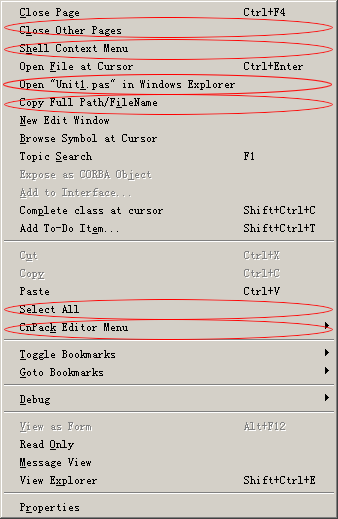 Close Page Ctrl+F4
Close Other Pages
Shell Context Menu
Open File at Cursor Ctrl+Enter
Open "Unit1.pas" in Windows Explorer
Copy Full Path/FileName
New Edit Window
Browse Symbol at Cursor
Topic Search F1
Expose as CORBA Object
Add to Interface...
Complete class at cursor Shift+Ctrl+C
Add To-Do Item... Shift+Ctrl+T
Cut Ctrl+X
Copy Ctrl+C
Paste Ctrl+V
Select All
CnPack Editor Menu
Toggle Bookmarks
Goto Bookmarks
Debug
View as Form Alt+F12
Read Only
Message View
View Explorer Shift+Ctrl+E
Properties